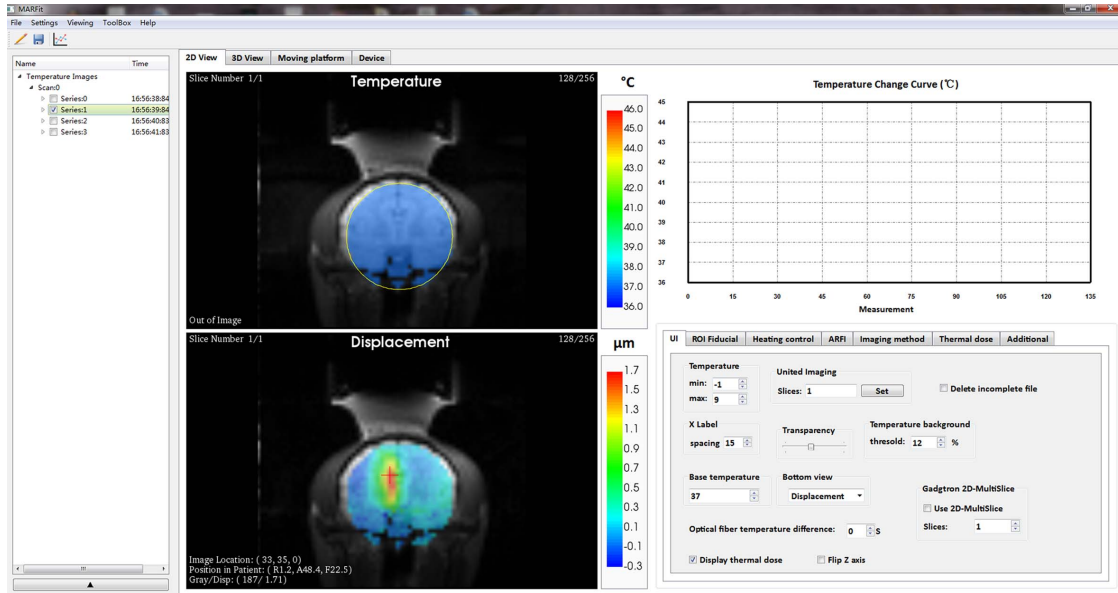 MARFit
File Settings Viewing ToolBox Help
Name Time
Temperature Images
Scan:0
Series:0 16:56:38:84
Series:1 16:56:39:84
Series:2 16:56:40:83
Series:3 16:56:41:83
2D View 3D View Moving platform Device
Slice Number 1/1 Temperature 128/256
Out of Image
°C
46.0
45.0
44.0
43.0
42.0
41.0
40.0
39.0
38.0
37.0
36.0
Slice Number 1/1 Displacement 128/256
Image Location: ( 33, 35, 0)
Position in Patient: ( R1.2, A48.4, F22.5)
Gray/Disp: ( 187/ 1.71)
μm
1.7
1.5
1.3
1.1
0.9
0.7
0.5
0.3
0.1
-0.1
-0.3
Temperature Change Curve (℃)
45
44
43
42
41
40
39
38
37
36
0 15 30 45 60 75 90 105 120 135
Measurement
UI ROI Fiducial Heating control ARFI Imaging method Thermal dose Additional
Temperature
min: -1
max: 9
United Imaging
Slices: 1 Set
Delete incomplete file
X Label
spacing 15
Transparency
Temperature background
thresold: 12 %
Base temperature
37
Bottom view
Displacement
Gadgtron 2D-MultiSlice
Use 2D-MultiSlice
Slices: 1
Optical fiber temperature difference: 0 S
Display thermal dose Flip Z axis